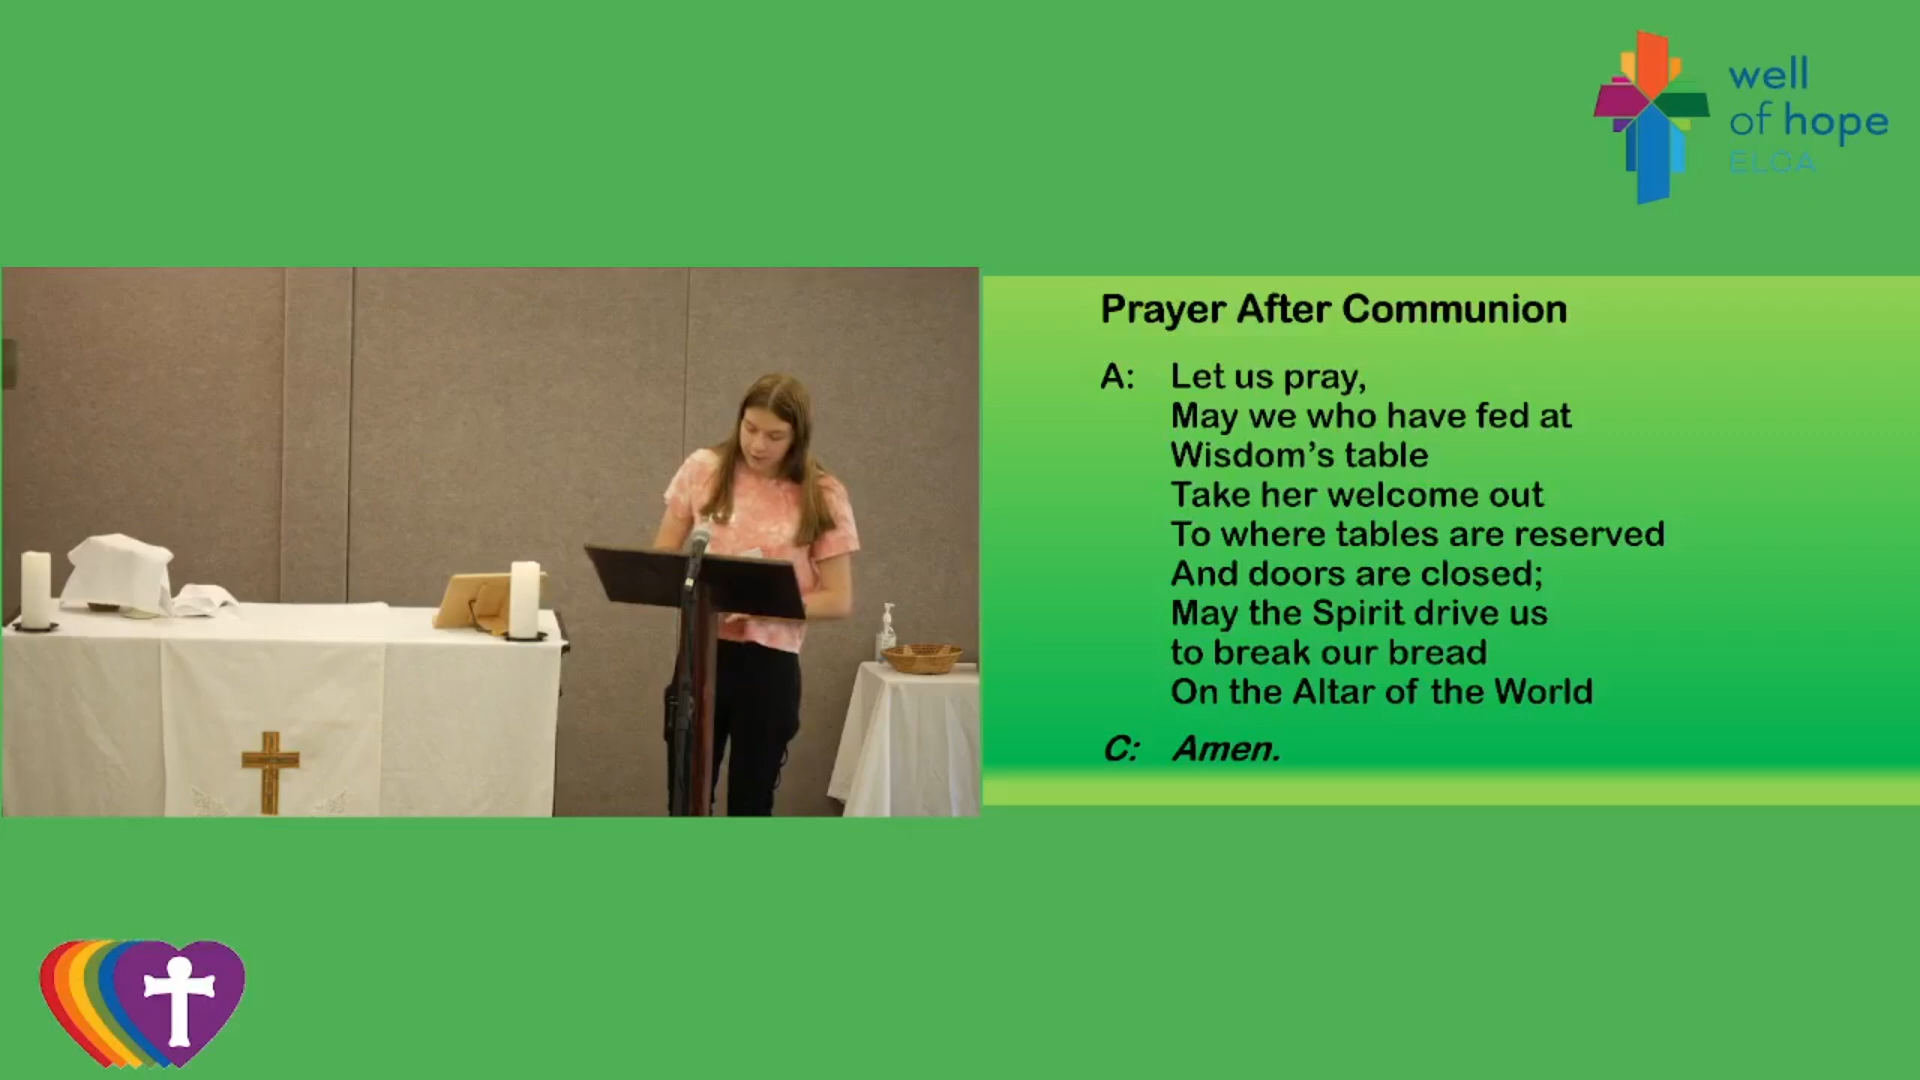 well
of hope
ELCA
Prayer After Communion
A: Let us pray,
May we who have fed at
Wisdom’s table
Take her welcome out
To where tables are reserved
And doors are closed;
May the Spirit drive us
to break our bread
On the Altar of the World
C: Amen.